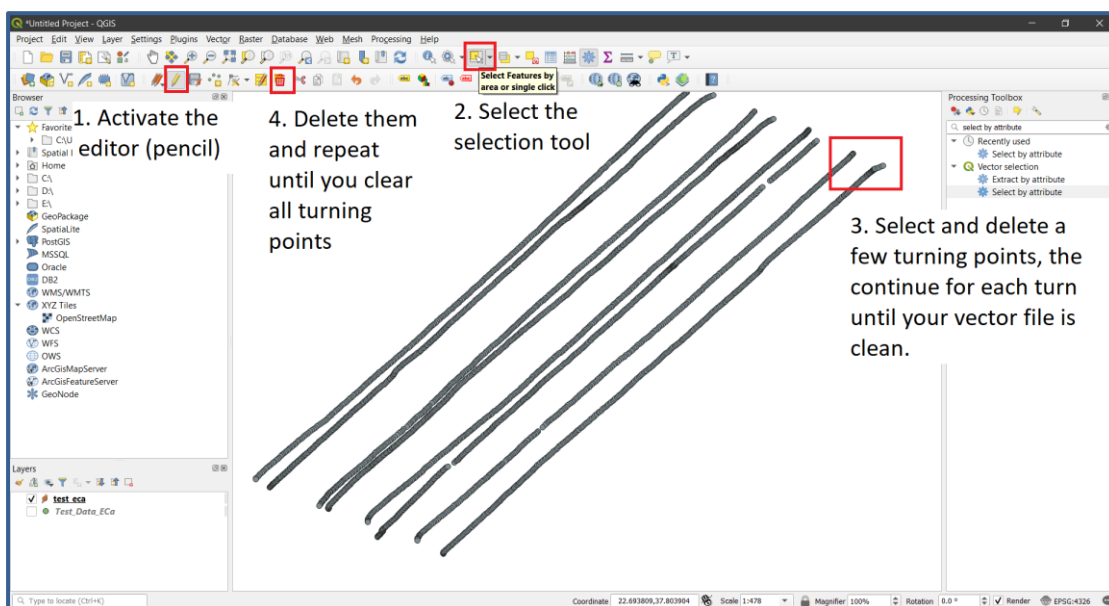 *Untitled Project - QGIS
Project Edit View Layer Settings Plugins Vector Raster Database Web Mesh Processing Help
Select Features by
area or single click
Browser
Favorite
C:\U
Spatial
Home
C:\
D:\
E:\
GeoPackage
SpatiaLite
PostGIS
MSSQL
Oracle
DB2
WMS/WMTS
XYZ Tiles
OpenStreetMap
WCS
WFS
OWS
ArcGisMapServer
ArcGisFeatureServer
GeoNode
1. Activate the
editor (pencil)
4. Delete them
and repeat
until you clear
all turning
points
2. Select the
selection tool
3. Select and delete a
few turning points, the
continue for each turn
until your vector file is
clean.
Processing Toolbox
select by attribute
Recently used
Select by attribute
Vector selection
Extract by attribute
Select by attribute
Layers
test eca
Test_Data_ECa
Type to locate (Ctrl+K)
Coordinate 22.693809,37.803904 Scale 1:478 Magnifier 100% Rotation 0.0 ° Render EPSG:4326